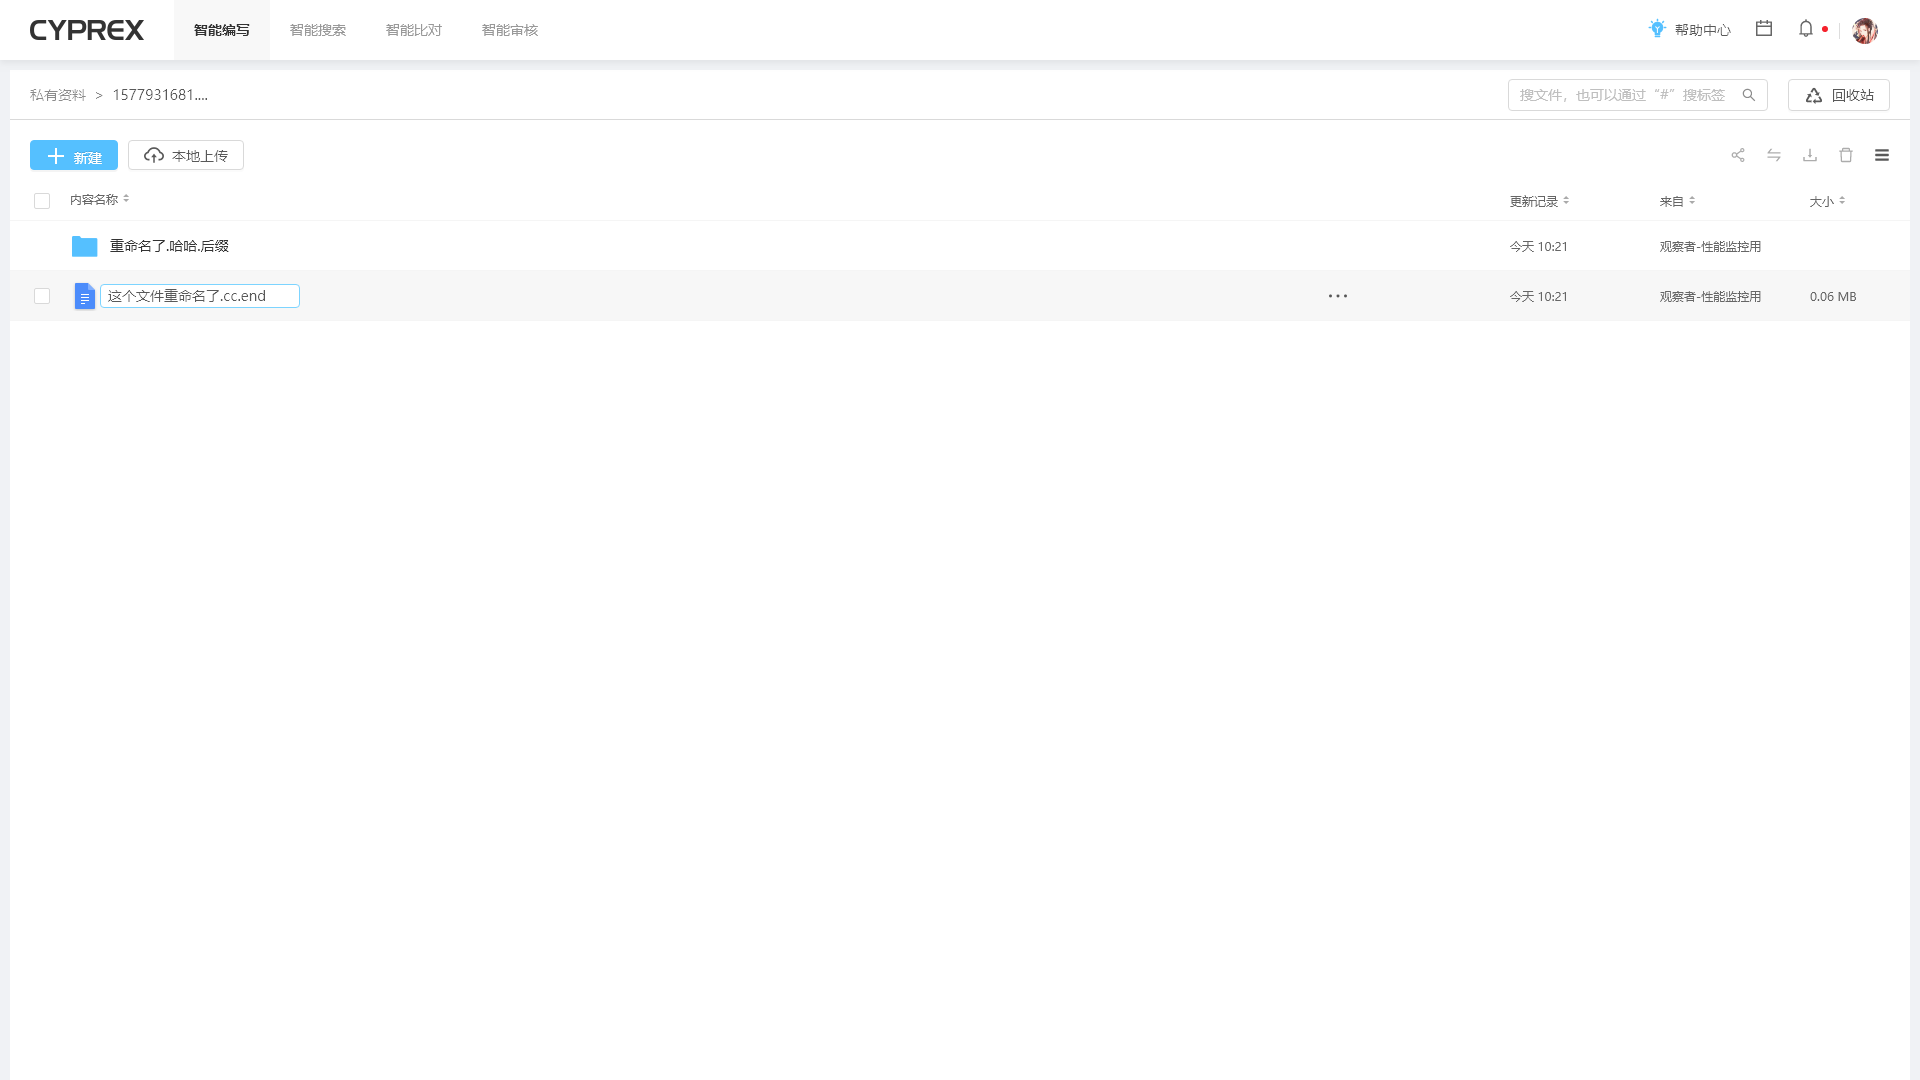 CYPREX 智能编写 智能搜索 智能比对 智能审核 帮助中心
私有资料 > 1577931681.... 搜文件，也可以通过“#”搜标签 回收站
新建 本地上传
内容名称 更新记录 来自 大小
重命名了.哈哈.后缀 今天 10:21 观察者-性能监控用
这个文件重命名了.cc.end 今天 10:21 观察者-性能监控用 0.06 MB